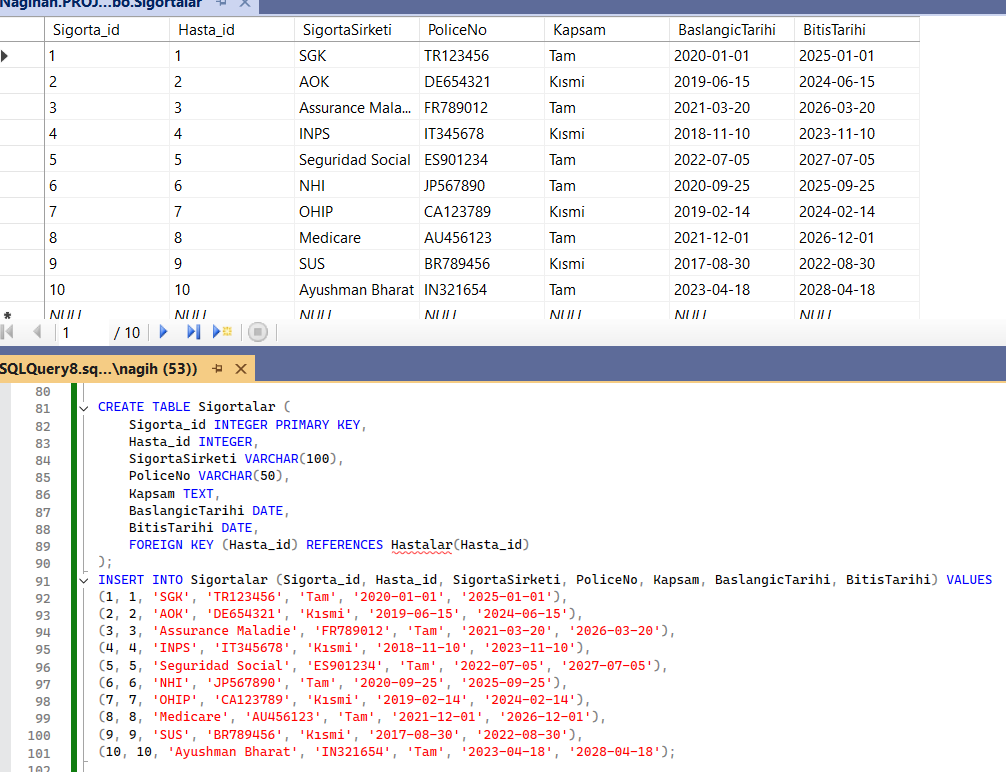 Nagihan.PROJ...bo.Sigortalar
Sigorta_id Hasta_id SigortaSirketi PoliceNo Kapsam BaslangicTarihi BitisTarihi
1 1 SGK TR123456 Tam 2020-01-01 2025-01-01
2 2 AOK DE654321 Kısmi 2019-06-15 2024-06-15
3 3 Assurance Mala... FR789012 Tam 2021-03-20 2026-03-20
4 4 INPS IT345678 Kısmi 2018-11-10 2023-11-10
5 5 Seguridad Social ES901234 Tam 2022-07-05 2027-07-05
6 6 NHI JP567890 Tam 2020-09-25 2025-09-25
7 7 OHIP CA123789 Kısmi 2019-02-14 2024-02-14
8 8 Medicare AU456123 Tam 2021-12-01 2026-12-01
9 9 SUS BR789456 Kısmi 2017-08-30 2022-08-30
10 10 Ayushman Bharat IN321654 Tam 2023-04-18 2028-04-18
NULL NULL NULL NULL NULL NULL NULL
1 / 10
SQLQuery8.sq...\nagih (53))
80
81 CREATE TABLE Sigortalar (
82 Sigorta_id INTEGER PRIMARY KEY,
83 Hasta_id INTEGER,
84 SigortaSirketi VARCHAR(100),
85 PoliceNo VARCHAR(50),
86 Kapsam TEXT,
87 BaslangicTarihi DATE,
88 BitisTarihi DATE,
89 FOREIGN KEY (Hasta_id) REFERENCES Hastalar(Hasta_id)
90 );
91 INSERT INTO Sigortalar (Sigorta_id, Hasta_id, SigortaSirketi, PoliceNo, Kapsam, BaslangicTarihi, BitisTarihi) VALUES
92 (1, 1, 'SGK', 'TR123456', 'Tam', '2020-01-01', '2025-01-01'),
93 (2, 2, 'AOK', 'DE654321', 'Kısmi', '2019-06-15', '2024-06-15'),
94 (3, 3, 'Assurance Maladie', 'FR789012', 'Tam', '2021-03-20', '2026-03-20'),
95 (4, 4, 'INPS', 'IT345678', 'Kısmi', '2018-11-10', '2023-11-10'),
96 (5, 5, 'Seguridad Social', 'ES901234', 'Tam', '2022-07-05', '2027-07-05'),
97 (6, 6, 'NHI', 'JP567890', 'Tam', '2020-09-25', '2025-09-25'),
98 (7, 7, 'OHIP', 'CA123789', 'Kısmi', '2019-02-14', '2024-02-14'),
99 (8, 8, 'Medicare', 'AU456123', 'Tam', '2021-12-01', '2026-12-01'),
100 (9, 9, 'SUS', 'BR789456', 'Kısmi', '2017-08-30', '2022-08-30'),
101 (10, 10, 'Ayushman Bharat', 'IN321654', 'Tam', '2023-04-18', '2028-04-18');
102